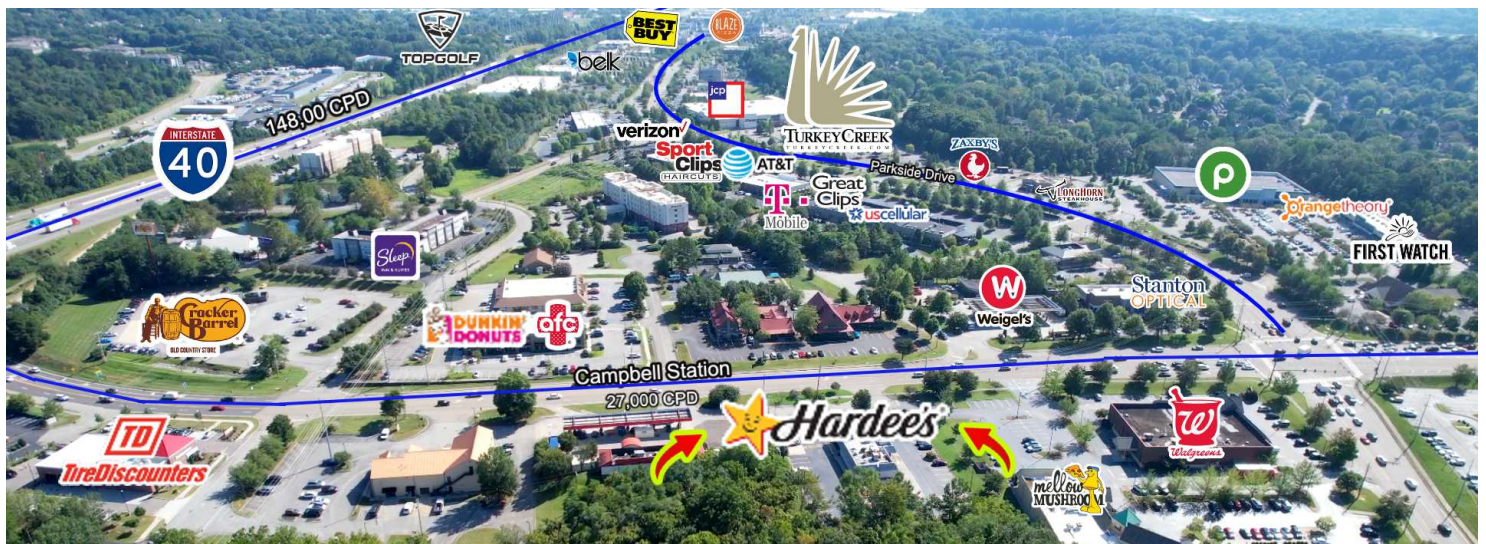 TOPGOLF
BEST
BUY
BLAZE
PIZZA
belk
148,00 CPD
INTERSTATE
40
jcp
TURKEY CREEK
TURKEYCREEK.COM
verizon
Sport
Clips
HAIRCUTS
AT&T
Parkside Drive
ZAXBY'S
LONGHORN
STEAKHOUSE
P
orangetheory
FIRST WATCH
T
Mobile
Great
Clips
uscellular
Sleep
INN & SUITES
Cracker
Barrel
OLD COUNTRY STORE
DUNKIN'
DONUTS
afc
W
Weigel's
Stanton
OPTICAL
Campbell Station
27,000 CPD
TD
TireDiscounters
Hardee's
W
Walgreens
mellow
MUSHROOM